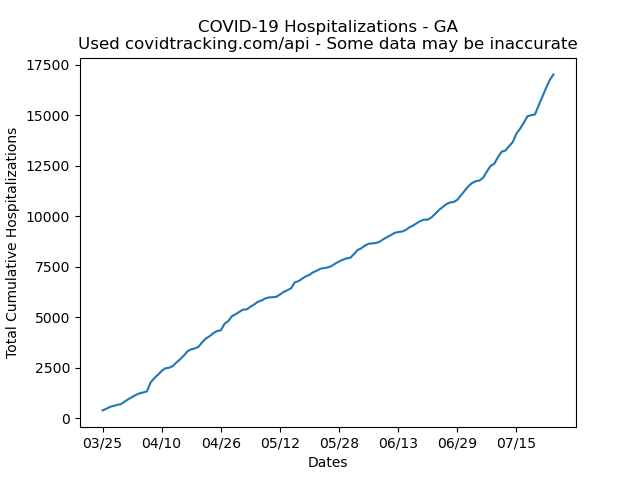 COVID-19 Hospitalizations - GA
Used covidtracking.com/api - Some data may be inaccurate
17500
15000
12500
10000
7500
5000
2500
0
Total Cumulative Hospitalizations
03/25 04/10 04/26 05/12 05/28 06/13 06/29 07/15
Dates